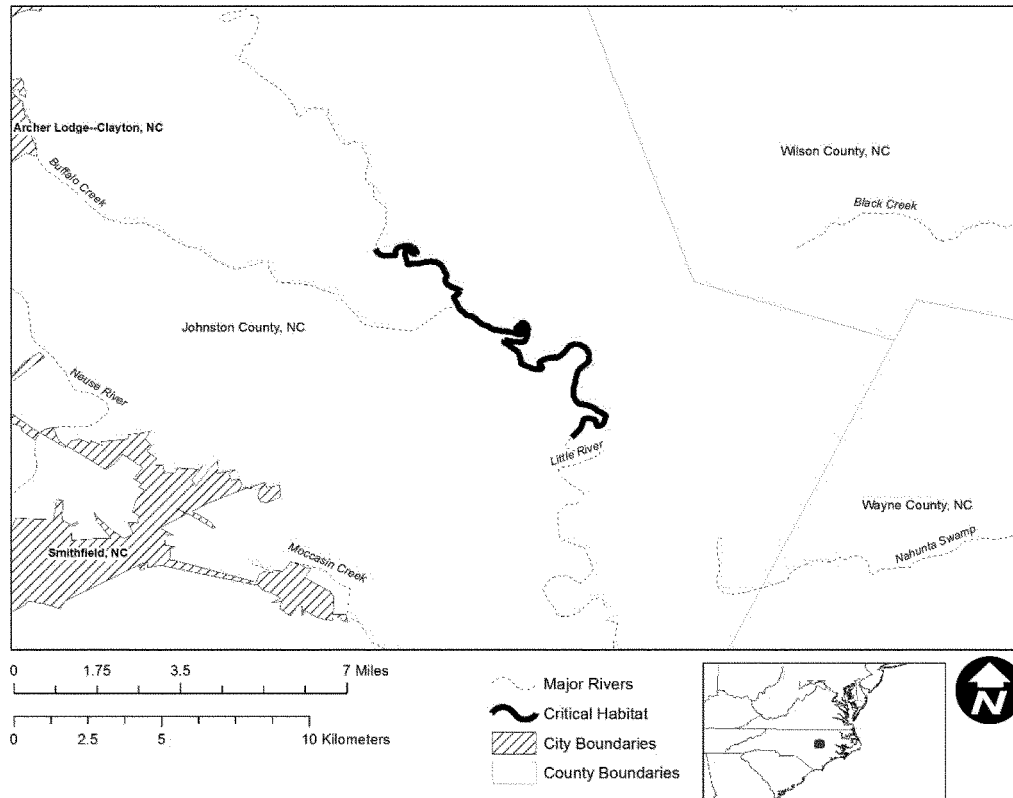 Archer Lodge--Clayton, NC
Buffalo Creek
Wilson County, NC
Black Creek
Johnston County, NC
Neuse River
Little River
Wayne County, NC
Nahunta Swamp
Smithfield, NC
Moccasin Creek
0 1.75 3.5 7 Miles
0 2.5 5 10 Kilometers
Major Rivers
Critical Habitat
City Boundaries
County Boundaries
N